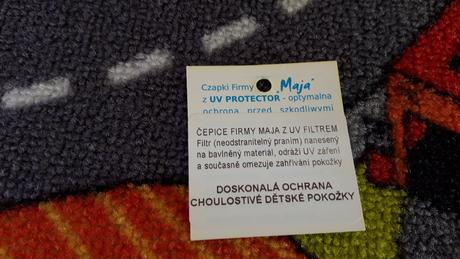 Czapki Firmy "Maja"
z UV PROTECTOR - optymalna
ochrona przed szkodliwymi
ČEPICE FIRMY MAJA Z UV FILTREM
Filtr (neodstranitelný praním) nanesený
na bavlněný materiál, odráží UV záření
a současně omezuje zahřívání pokožky
DOSKONALÁ OCHRANA
CHOULOSTIVÉ DĚTSKÉ POKOŽKY